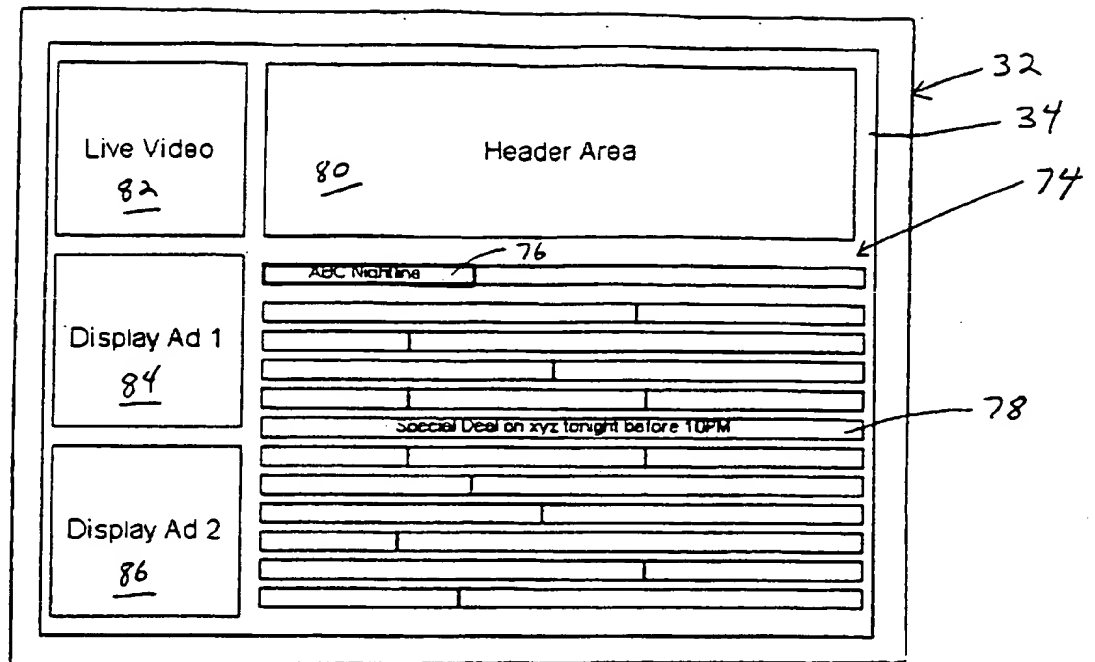 32
34
74
Live Video
82
Header Area
80
76
ABC Nightline
Display Ad 1
84
Special Deal on xyz tonight before 10PM
78
Display Ad 2
86